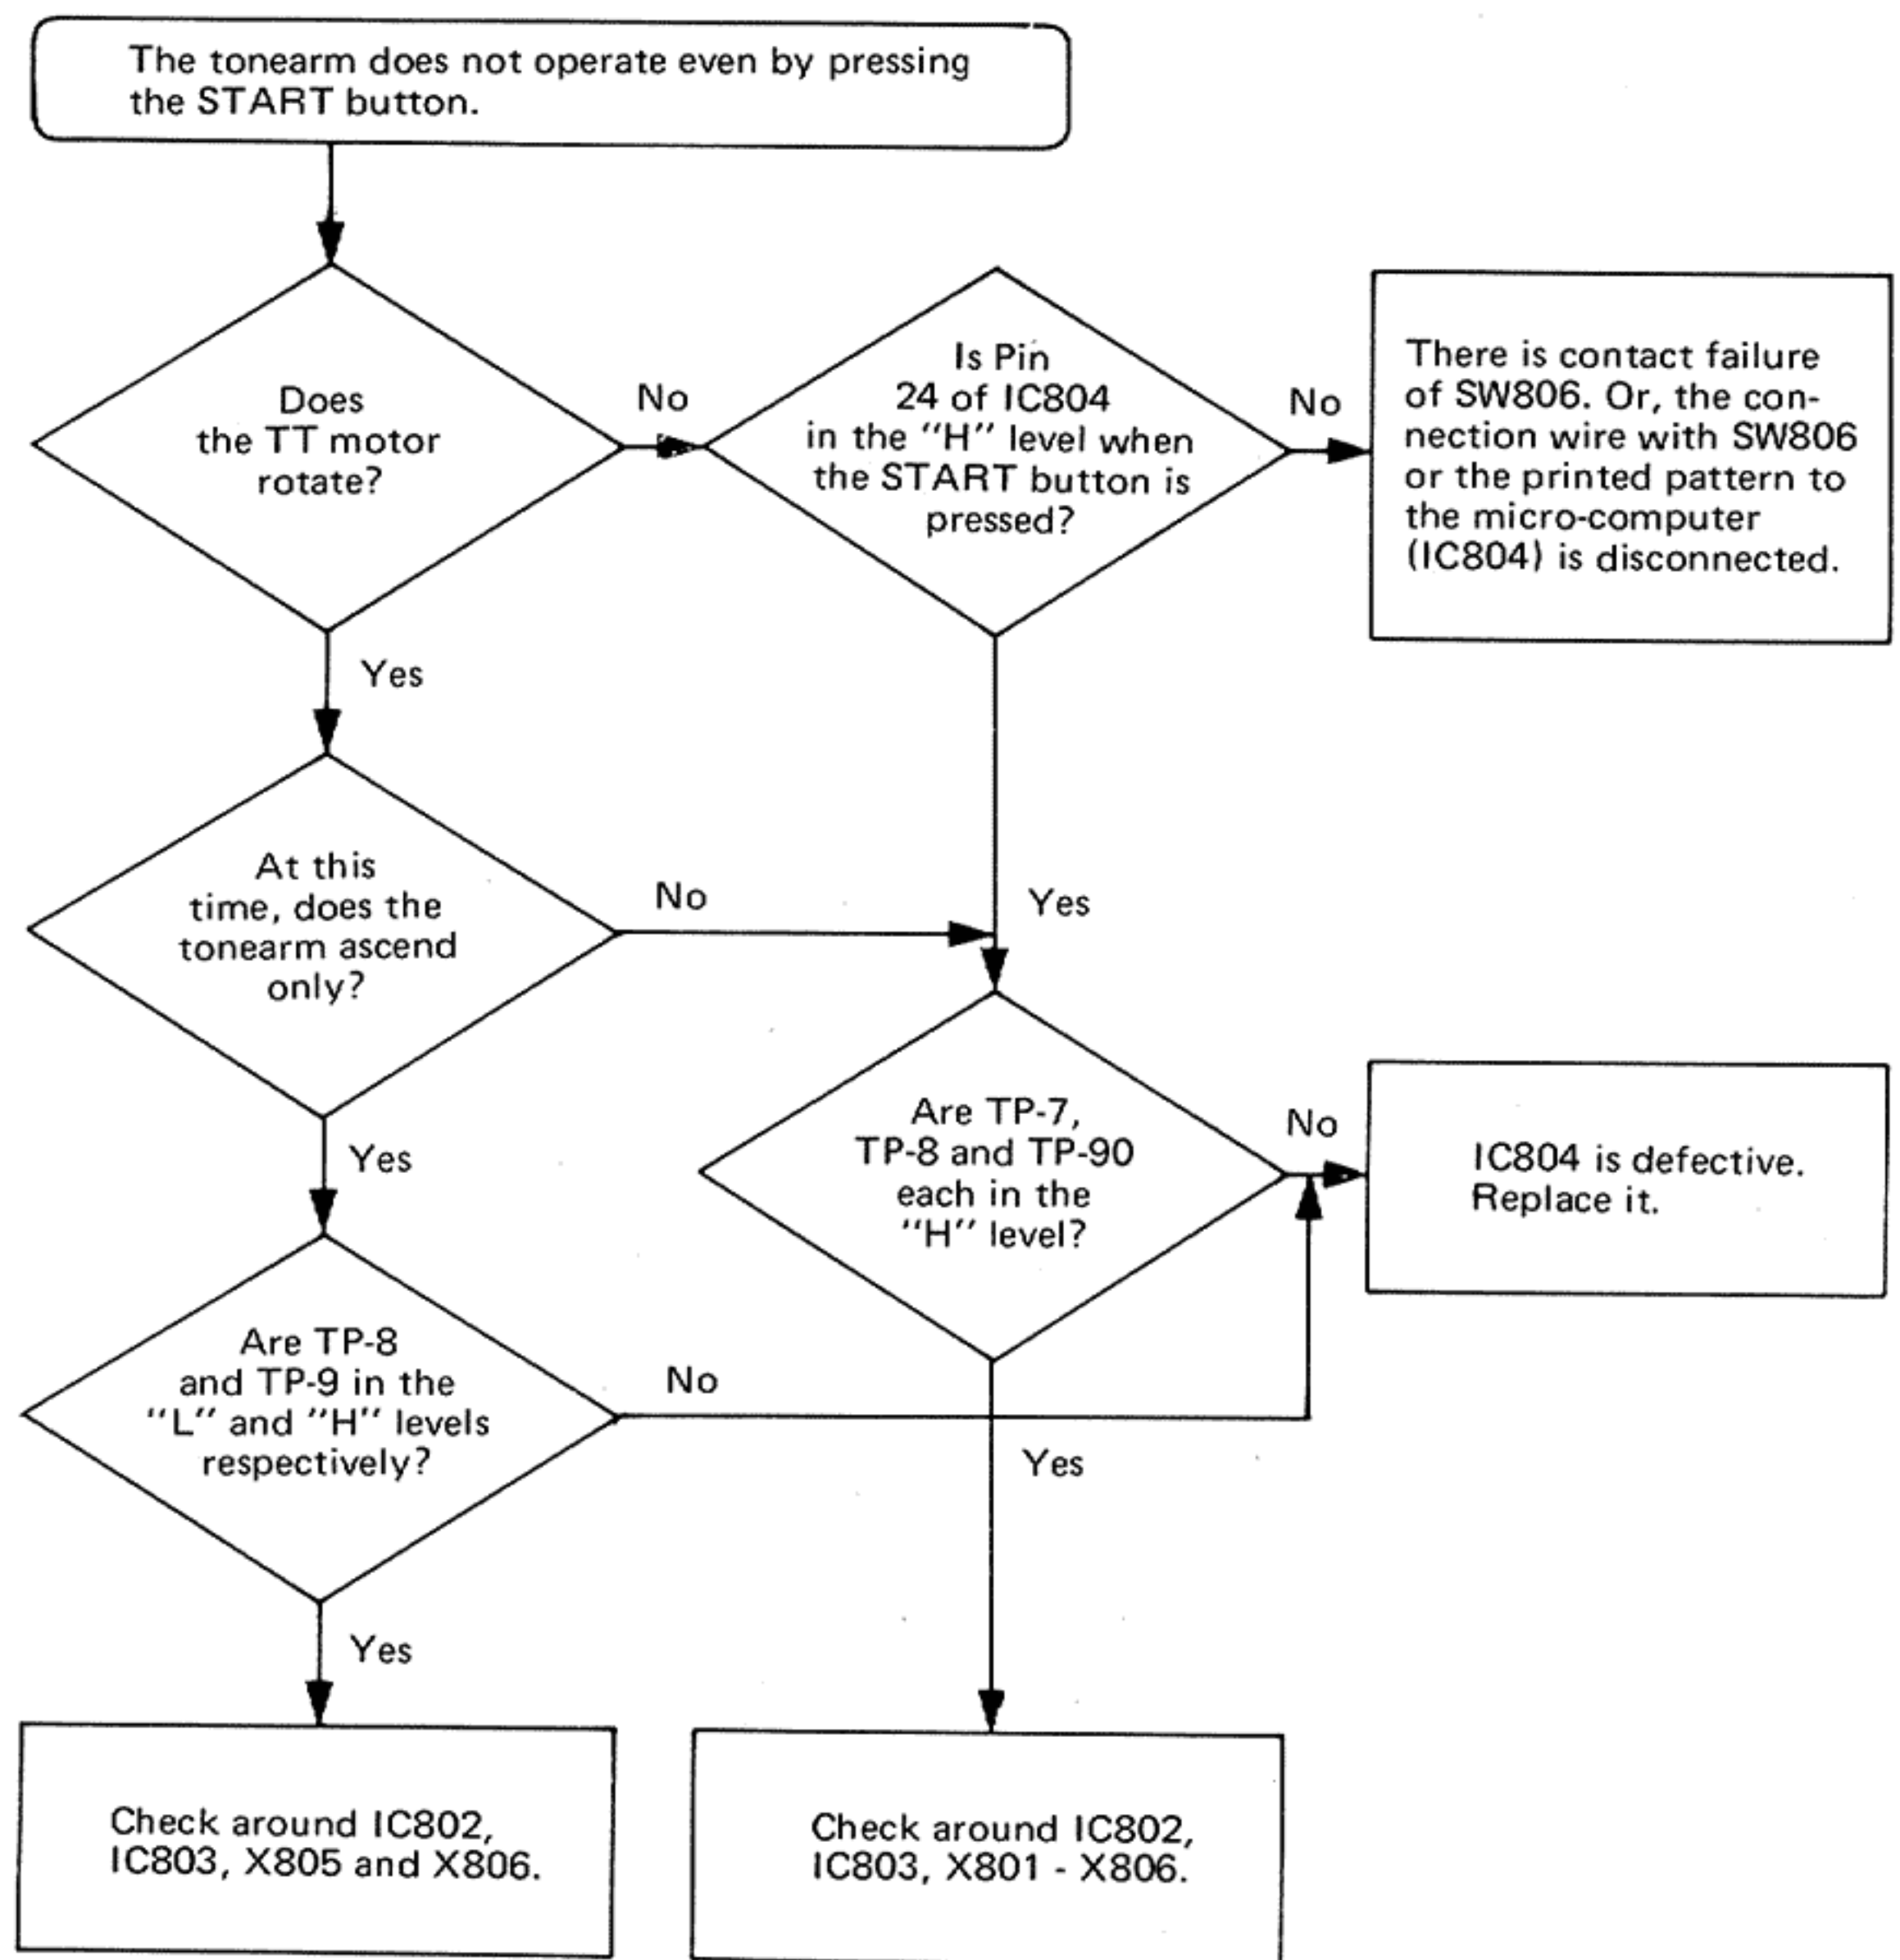 The tonearm does not operate even by pressing
the START button.
Does
the TT motor
rotate?
No
Is Pin
24 of IC804
in the “H” level when
the START button is
pressed?
No
There is contact failure
of SW806. Or, the con-
nection wire with SW806
or the printed pattern to
the micro-computer
(IC804) is disconnected.
Yes
At this
time, does the
tonearm ascend
only?
No
Yes
Yes
Are TP-7,
TP-8 and TP-90
each in the
“H” level?
No
IC804 is defective.
Replace it.
Are TP-8
and TP-9 in the
“L” and “H” levels
respectively?
No
Yes
Yes
Check around IC802,
IC803, X805 and X806.
Check around IC802,
IC803, X801 - X806.